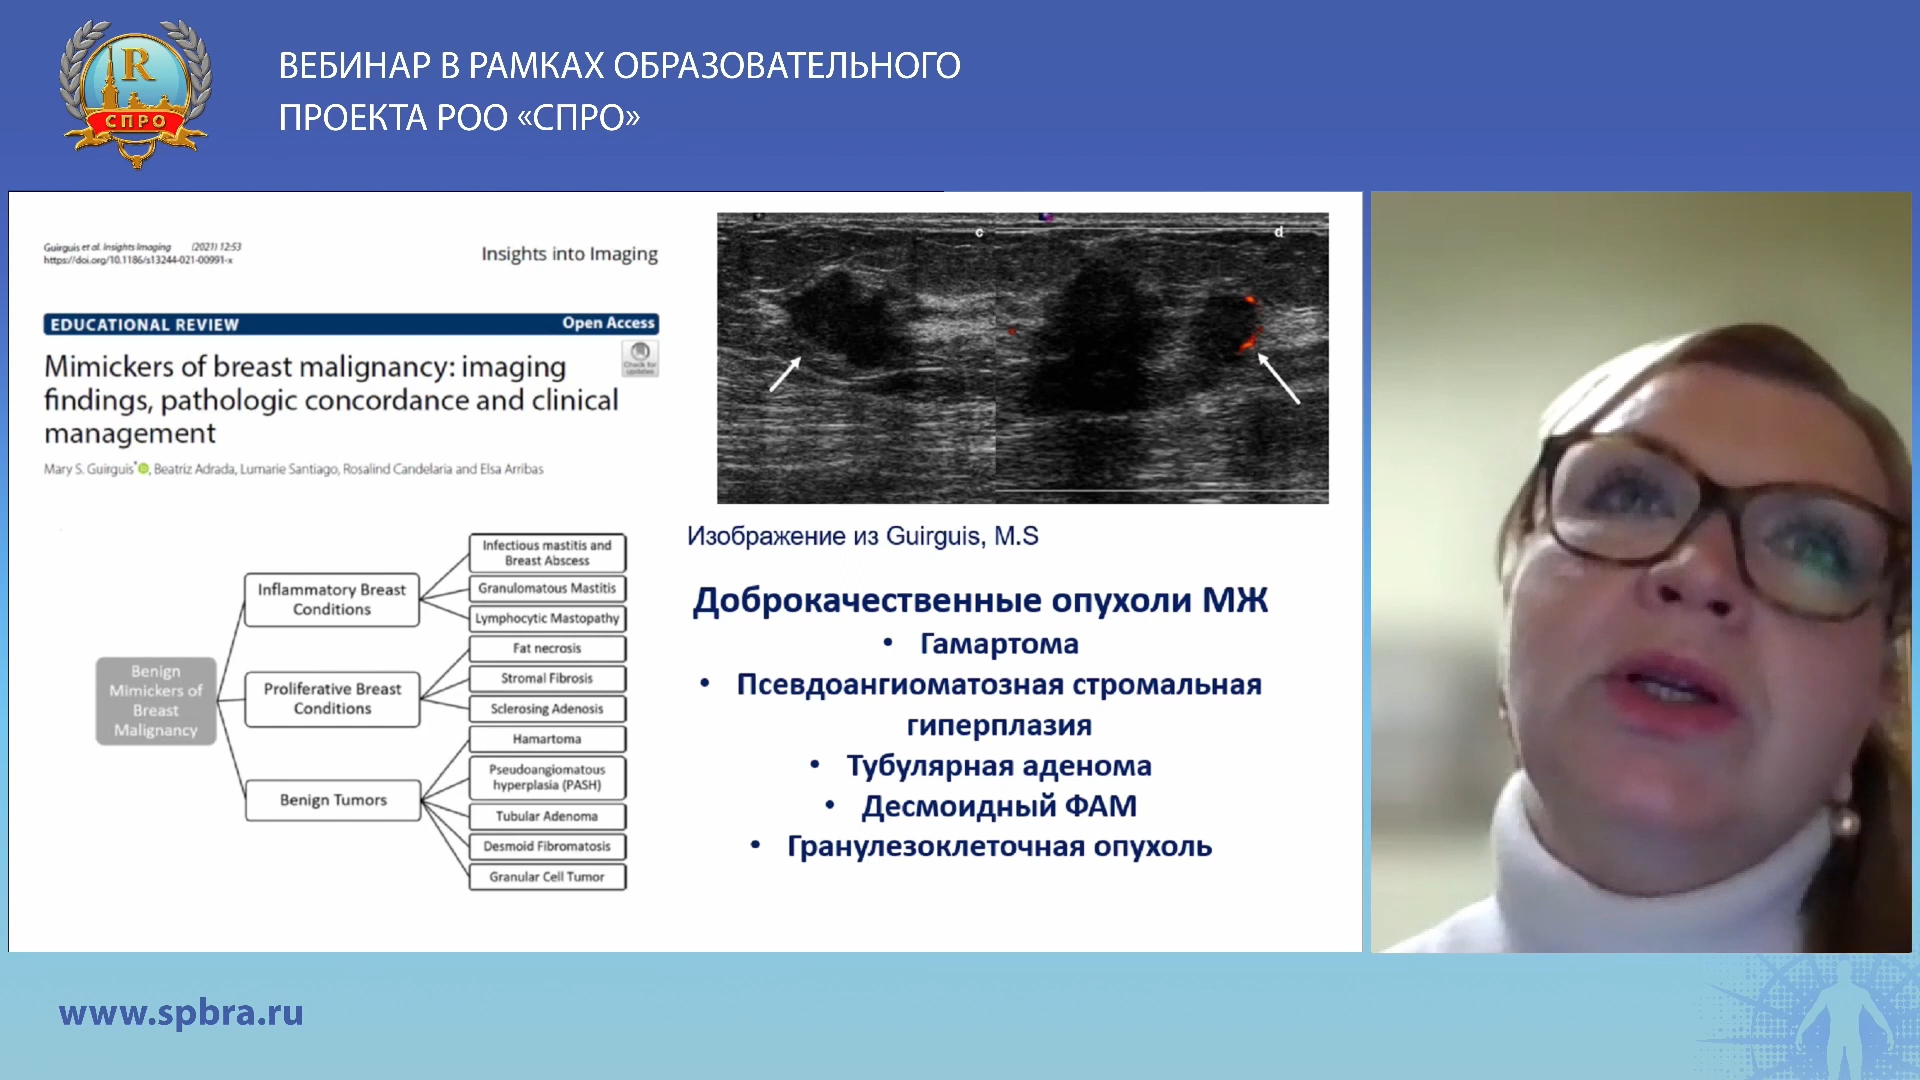 R
СПРО
ВЕБИНАР В РАМКАХ ОБРАЗОВАТЕЛЬНОГО
ПРОЕКТА РОО «СПРО»
Guirguis et al. Insights Imaging (2021) 12:53
https://doi.org/10.1186/s13244-021-00991-x
Insights into Imaging
EDUCATIONAL REVIEW
Open Access
Mimickers of breast malignancy: imaging
findings, pathologic concordance and clinical
management
Check for
updates
Mary S. Guirguis*, Beatriz Adrada, Lumarie Santiago, Rosalind Candelaria and Elsa Arribas
Benign
Mimickers of
Breast
Malignancy
Inflammatory Breast
Conditions
Proliferative Breast
Conditions
Benign Tumors
Infectious mastitis and
Breast Abscess
Granulomatous Mastitis
Lymphocytic Mastopathy
Fat necrosis
Stromal Fibrosis
Sclerosing Adenosis
Hamartoma
Pseudoangiomatous
hyperplasia (PASH)
Tubular Adenoma
Desmoid Fibromatosis
Granular Cell Tumor
c
d
Изображение из Guirguis, M.S
Доброкачественные опухоли МЖ
• Гамартома
• Псевдоангиоматозная стромальная
гиперплазия
• Тубулярная аденома
• Десмоидный ФАМ
• Гранулезоклеточная опухоль
www.spbra.ru